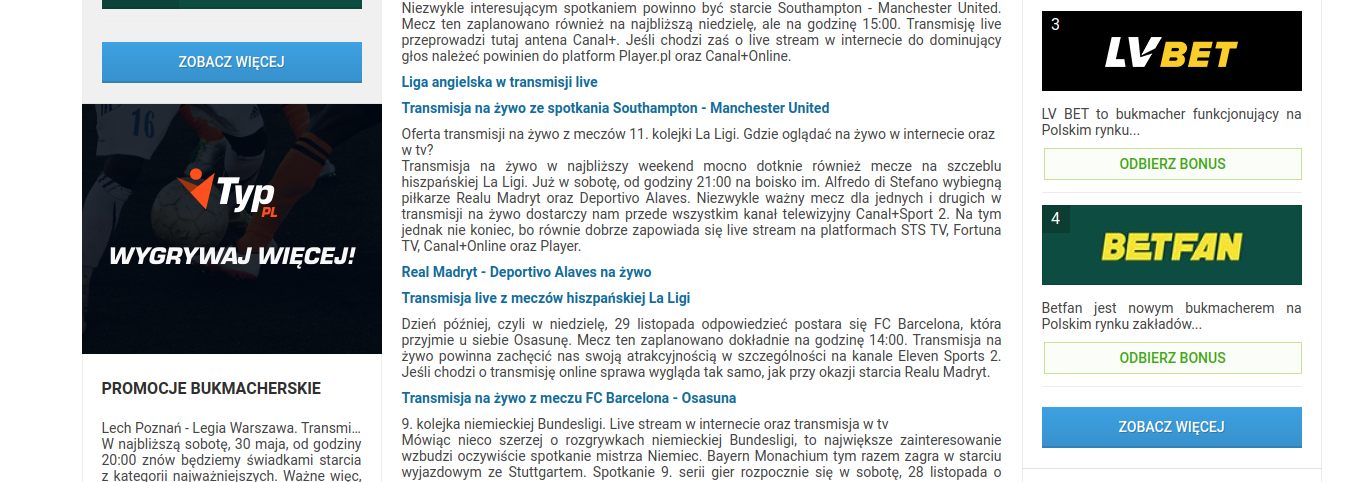 ZOBACZ WIĘCEJ
16
Typ
PL
WYGRYWAJ WIĘCEJ!
PROMOCJE BUKMACHERSKIE
Lech Poznań - Legia Warszawa. Transmi...
W najbliższą sobotę, 30 maja, od godziny
20:00 znów będziemy świadkami starcia
z kategorii najważniejszych. Ważne więc,
Niezwykle interesującym spotkaniem powinno być starcie Southampton - Manchester United.
Mecz ten zaplanowano również na najbliższą niedzielę, ale na godzinę 15:00. Transmisję live
przeprowadzi tutaj antena Canal+. Jeśli chodzi zaś o live stream w internecie do dominujący
głos należeć powinien do platform Player.pl oraz Canal+Online.
Liga angielska w transmisji live
Transmisja na żywo ze spotkania Southampton - Manchester United
Oferta transmisji na żywo z meczów 11. kolejki La Ligi. Gdzie oglądać na żywo w internecie oraz
w tv?
Transmisja na żywo w najbliższy weekend mocno dotknie również mecze na szczeblu
hiszpańskiej La Ligi. Już w sobotę, od godziny 21:00 na boisko im. Alfredo di Stefano wybiegną
piłkarze Realu Madryt oraz Deportivo Alaves. Niezwykle ważny mecz dla jednych i drugich w
transmisji na żywo dostarczy nam przede wszystkim kanał telewizyjny Canal+Sport 2. Na tym
jednak nie koniec, bo równie dobrze zapowiada się live stream na platformach STS TV, Fortuna
TV, Canal+Online oraz Player.
Real Madryt - Deportivo Alaves na żywo
Transmisja live z meczów hiszpańskiej La Ligi
Dzień później, czyli w niedzielę, 29 listopada odpowiedzieć postara się FC Barcelona, która
przyjmie u siebie Osasunę. Mecz ten zaplanowano dokładnie na godzinę 14:00. Transmisja na
żywo powinna zachęcić nas swoją atrakcyjnością w szczególności na kanale Eleven Sports 2.
Jeśli chodzi o transmisję online sprawa wygląda tak samo, jak przy okazji starcia Realu Madryt.
Transmisja na żywo z meczu FC Barcelona - Osasuna
9. kolejka niemieckiej Bundesligi. Live stream w internecie oraz transmisja w tv
Mówiąc nieco szerzej o rozgrywkach niemieckiej Bundesligi, to największe zainteresowanie
wzbudzi oczywiście spotkanie mistrza Niemiec. Bayern Monachium tym razem zagra w starciu
wyjazdowym ze Stuttgartem. Spotkanie 9. serii gier rozpocznie się w sobotę, 28 listopada o
3
LV BET
LV BET to bukmacher funkcjonujący na
Polskim rynku...
ODBIERZ BONUS
4
BETFAN
Betfan jest nowym bukmacherem na
Polskim rynku zakładów...
ODBIERZ BONUS
ZOBACZ WIĘCEJ